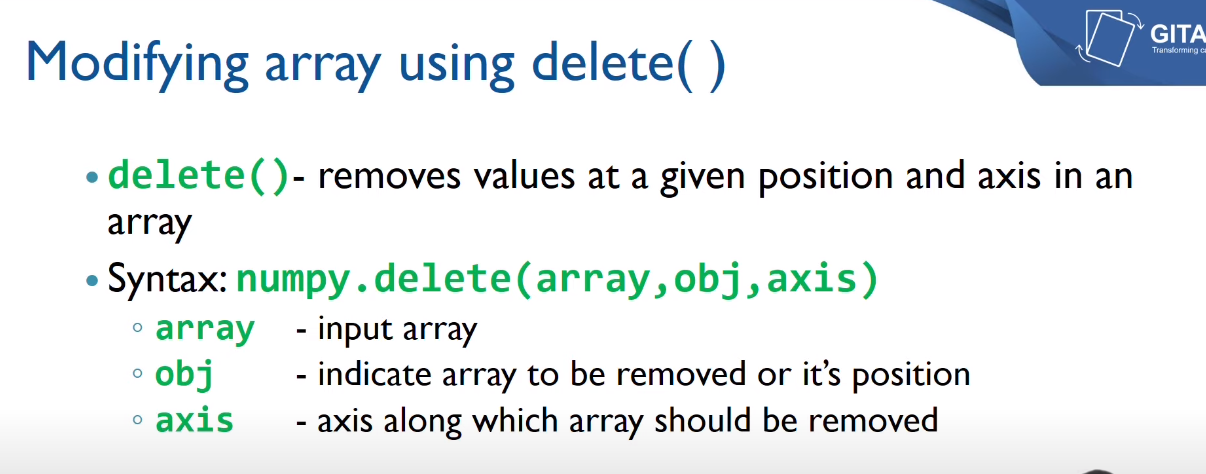 Modifying array using delete( )
GITA
Transforming c
• delete()- removes values at a given position and axis in an
array
• Syntax: numpy.delete(array,obj,axis)
◦ array - input array
◦ obj - indicate array to be removed or it's position
◦ axis - axis along which array should be removed